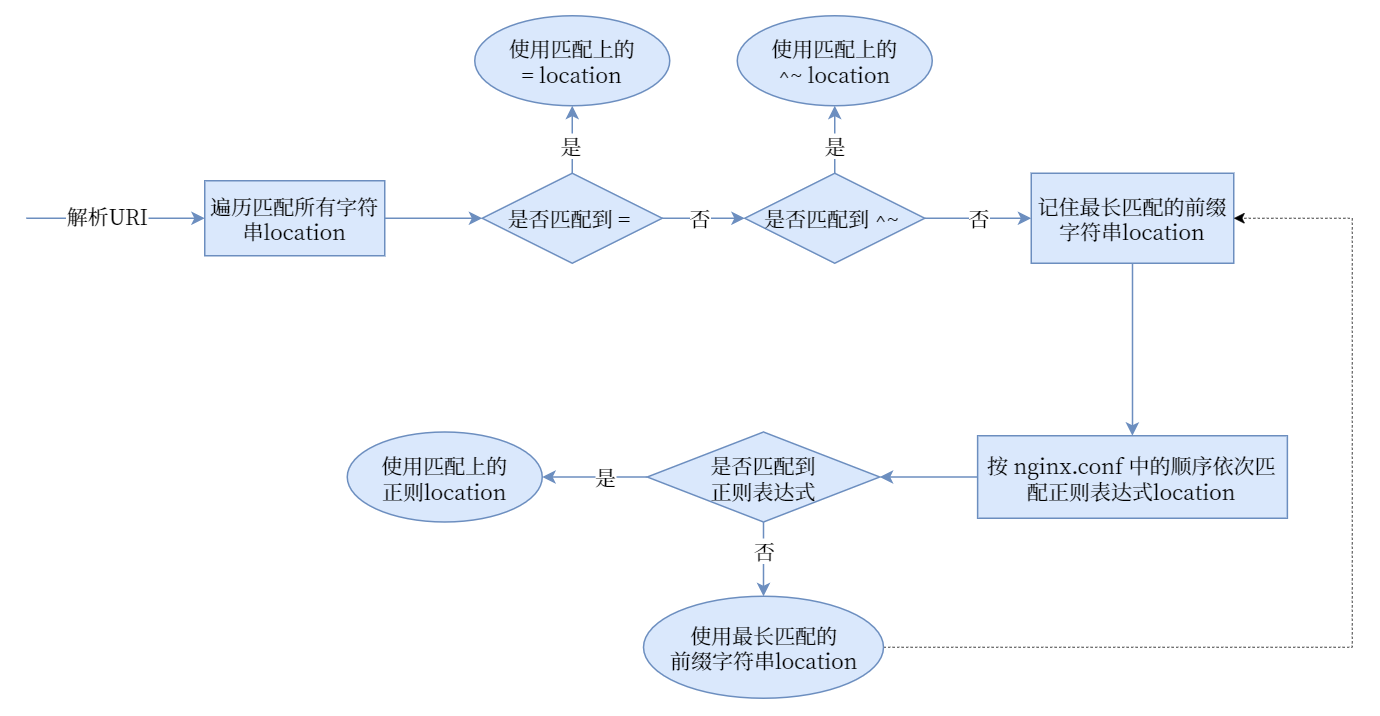 使用匹配上的
= location
使用匹配上的
^~ location
是
是
解析URI
遍历匹配所有字符
串location
是否匹配到 =
否
是否匹配到 ^~
否
记住最长匹配的前缀
字符串location
按 nginx.conf 中的顺序依次匹
配正则表达式location
是否匹配到
正则表达式
是
使用匹配上的
正则location
否
使用最长匹配的
前缀字符串location